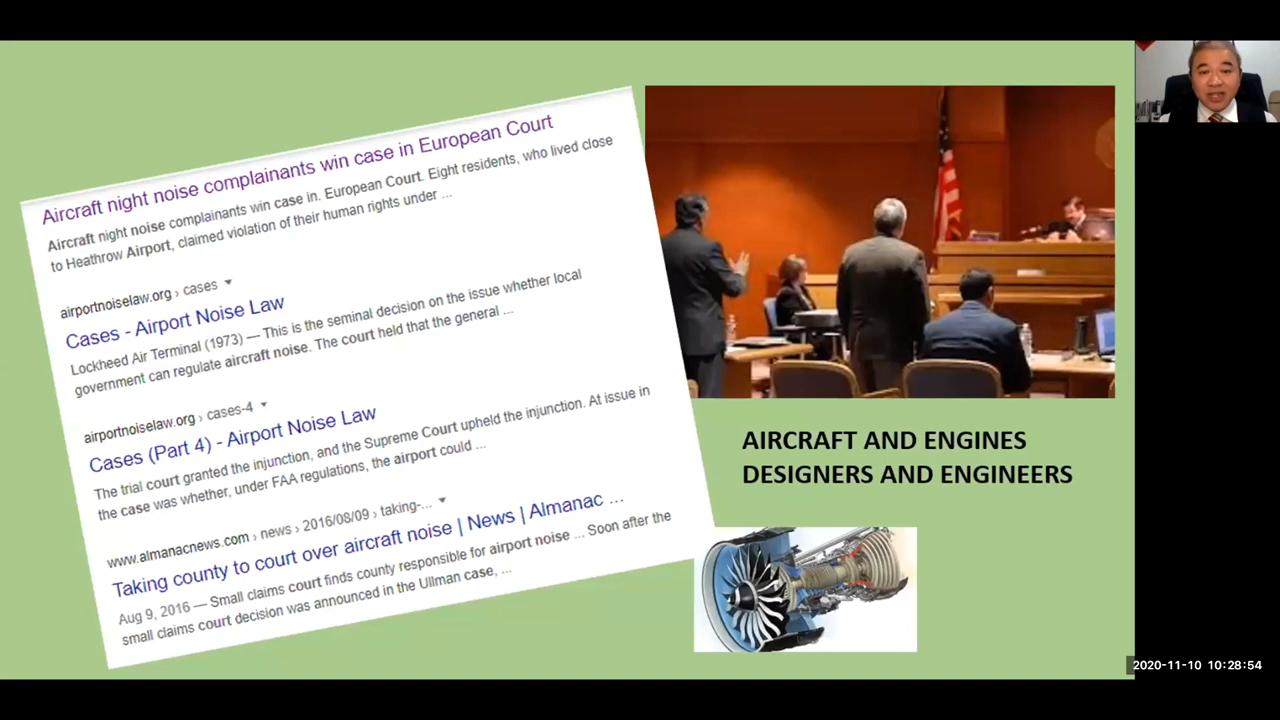 Aircraft night noise complainants win case in European Court
Aircraft night noise complainants win case in. European Court. Eight residents, who lived close
to Heathrow Airport, claimed violation of their human rights under ...
airportnoiselaw.org › cases
Cases - Airport Noise Law
Lockheed Air Terminal (1973) — This is the seminal decision on the issue whether local
government can regulate aircraft noise. The court held that the general ...
airportnoiselaw.org › cases-4
Cases (Part 4) - Airport Noise Law
The trial court granted the injunction, and the Supreme Court upheld the injunction. At issue in
the case was whether, under FAA regulations, the airport could ...
www.almanacnews.com › news › 2016/08/09 › taking-...
Taking county to court over aircraft noise | News | Almanac ...
Aug 9, 2016 — Small claims court finds county responsible for airport noise ... Soon after the
small claims court decision was announced in the Ullman case, ...
AIRCRAFT AND ENGINES
DESIGNERS AND ENGINEERS
2020-11-10 10:28:54